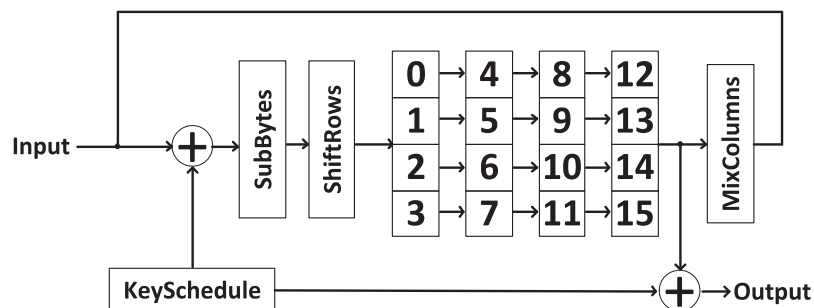 0 4 8 12
1 5 9 13
2 6 10 14
3 7 11 15
Input
SubBytes
ShiftRows
MixColumns
KeySchedule
Output